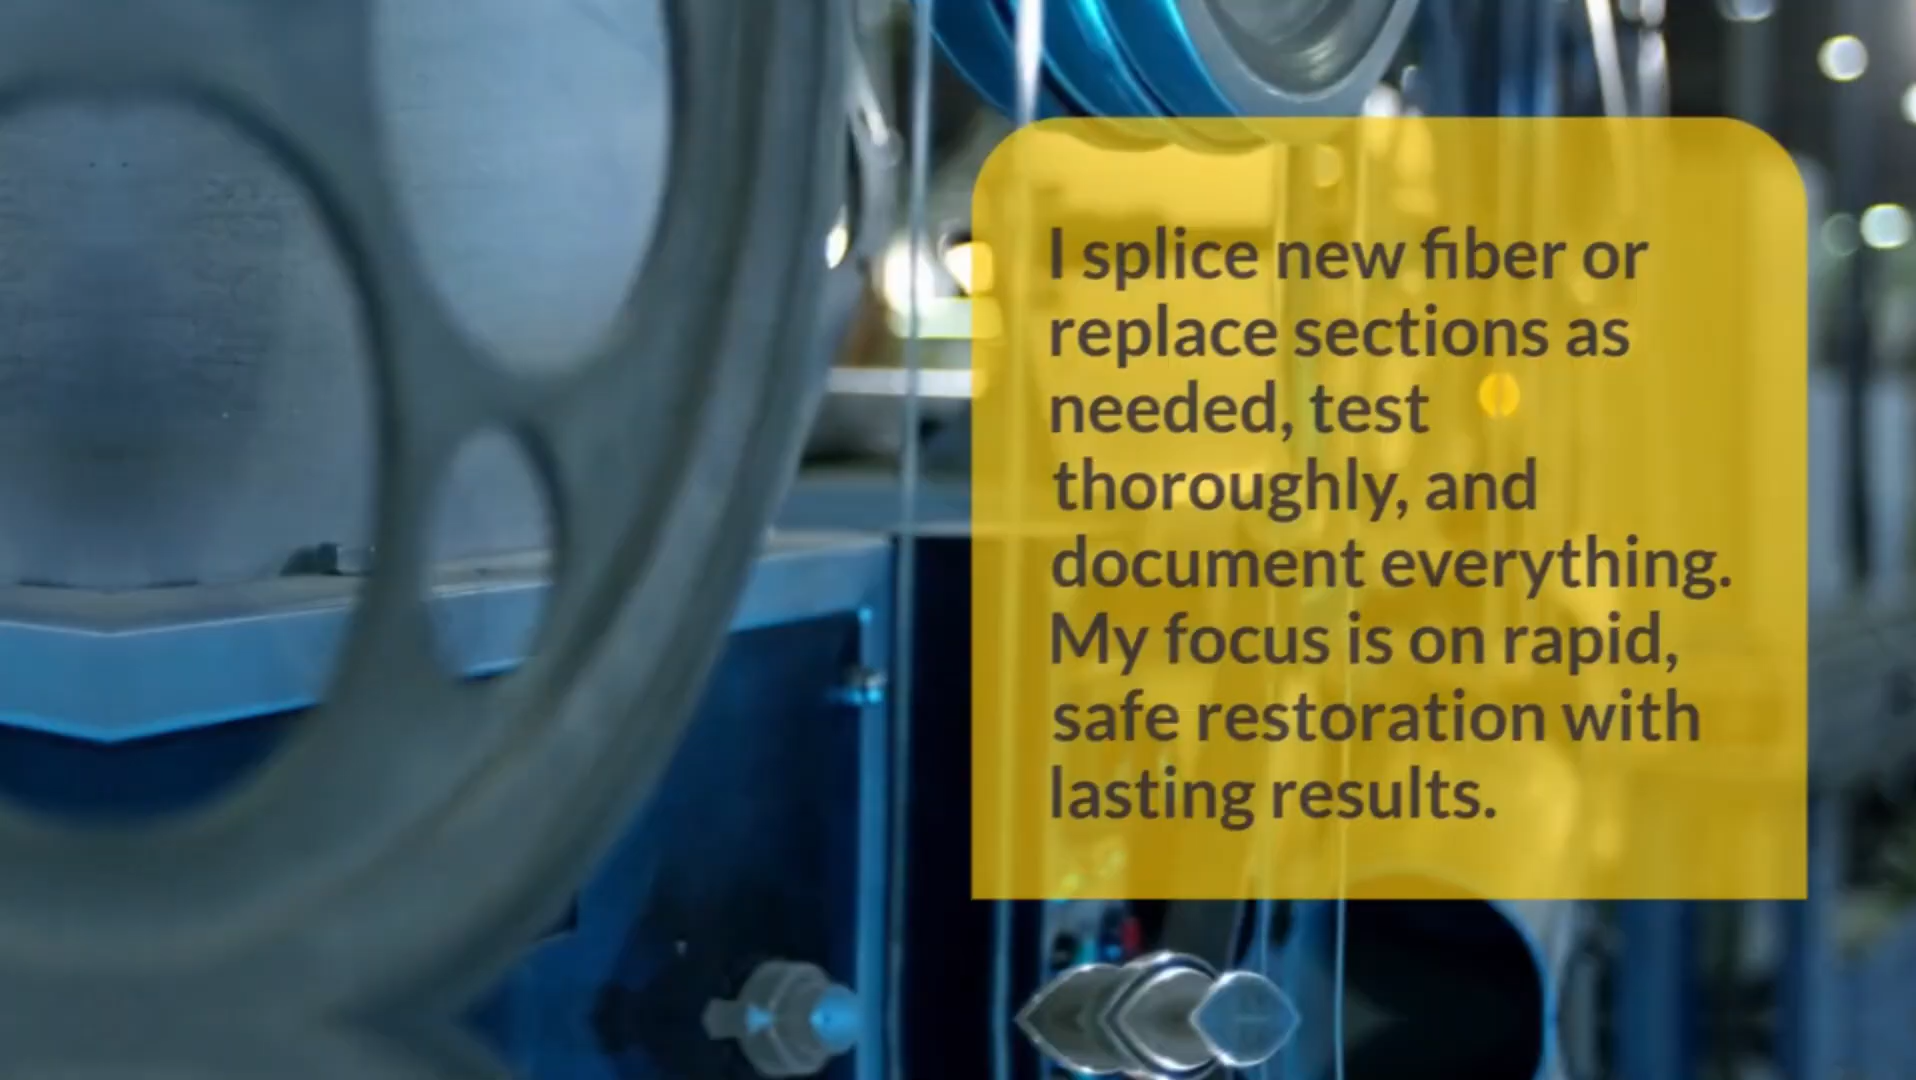 I splice new fiber or
replace sections as
needed, test
thoroughly, and
document everything.
My focus is on rapid,
safe restoration with
lasting results.